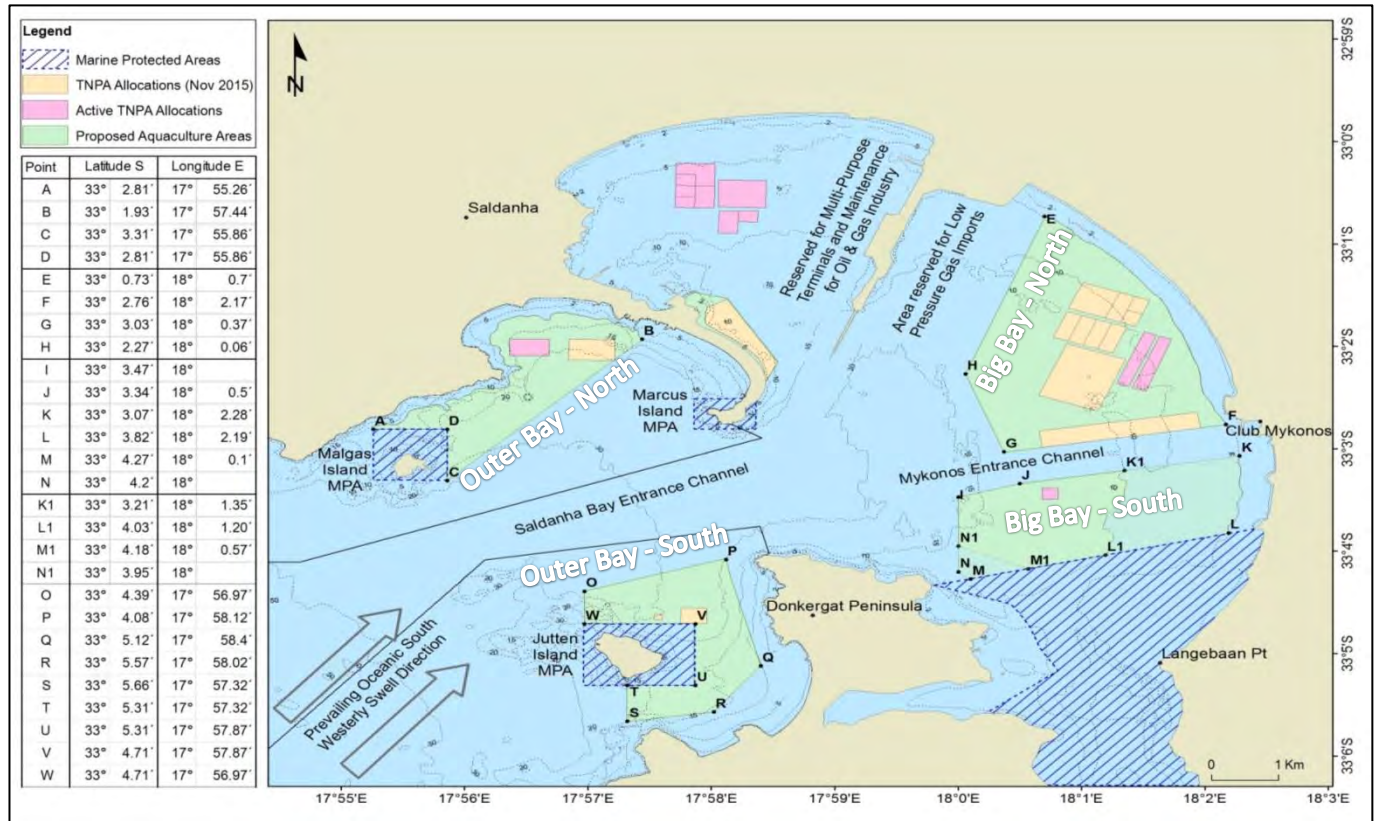 Legend
Marine Protected Areas
TNPA Allocations (Nov 2015)
Active TNPA Allocations
Proposed Aquaculture Areas
Point Latitude S Longitude E
A 33° 2.81´ 17° 55.26´
B 33° 1.93´ 17° 57.44´
C 33° 3.31´ 17° 55.86´
D 33° 2.81´ 17° 55.86´
E 33° 0.73´ 18° 0.7´
F 33° 2.76´ 18° 2.17´
G 33° 3.03´ 18° 0.37´
H 33° 2.27´ 18° 0.06´
I 33° 3.47´ 18°
J 33° 3.34´ 18° 0.5´
K 33° 3.07´ 18° 2.28´
L 33° 3.82´ 18° 2.19´
M 33° 4.27´ 18° 0.1´
N 33° 4.2´ 18°
K1 33° 3.21´ 18° 1.35´
L1 33° 4.03´ 18° 1.20´
M1 33° 4.18´ 18° 0.57´
N1 33° 3.95´ 18°
O 33° 4.39´ 17° 56.97´
P 33° 4.08´ 17° 58.12´
Q 33° 5.12´ 17° 58.4´
R 33° 5.57´ 17° 58.02´
S 33° 5.66´ 17° 57.32´
T 33° 5.31´ 17° 57.32´
U 33° 5.31´ 17° 57.87´
V 33° 4.71´ 17° 57.87´
W 33° 4.71´ 17° 56.97´
N
Saldanha
Reserved for Multi-Purpose
Terminals and Maintenance
for Oil & Gas Industry
Area reserved for Low
Pressure Gas Imports
E
Big Bay - North
B
H
Marcus
Island
MPA
Outer Bay - North
A
D
Malgas
Island
MPA
C
G
F
Club Mykonos
K
Mykonos Entrance Channel
K1
J
I
Big Bay - South
Saldanha Bay Entrance Channel
N1
L
L1
M1
N
M
Outer Bay - South
P
O
W
V
Donkergat Peninsula
Jutten
Island
MPA
Q
U
T
R
S
Langebaan Pt
Prevailing Oceanic South
Westerly Swell Direction
0 1 Km
32°59'S
33°0'S
33°1'S
33°2'S
33°3'S
33°4'S
33°5'S
33°6'S
17°55'E
17°56'E
17°57'E
17°58'E
17°59'E
18°0'E
18°1'E
18°2'E
18°3'E